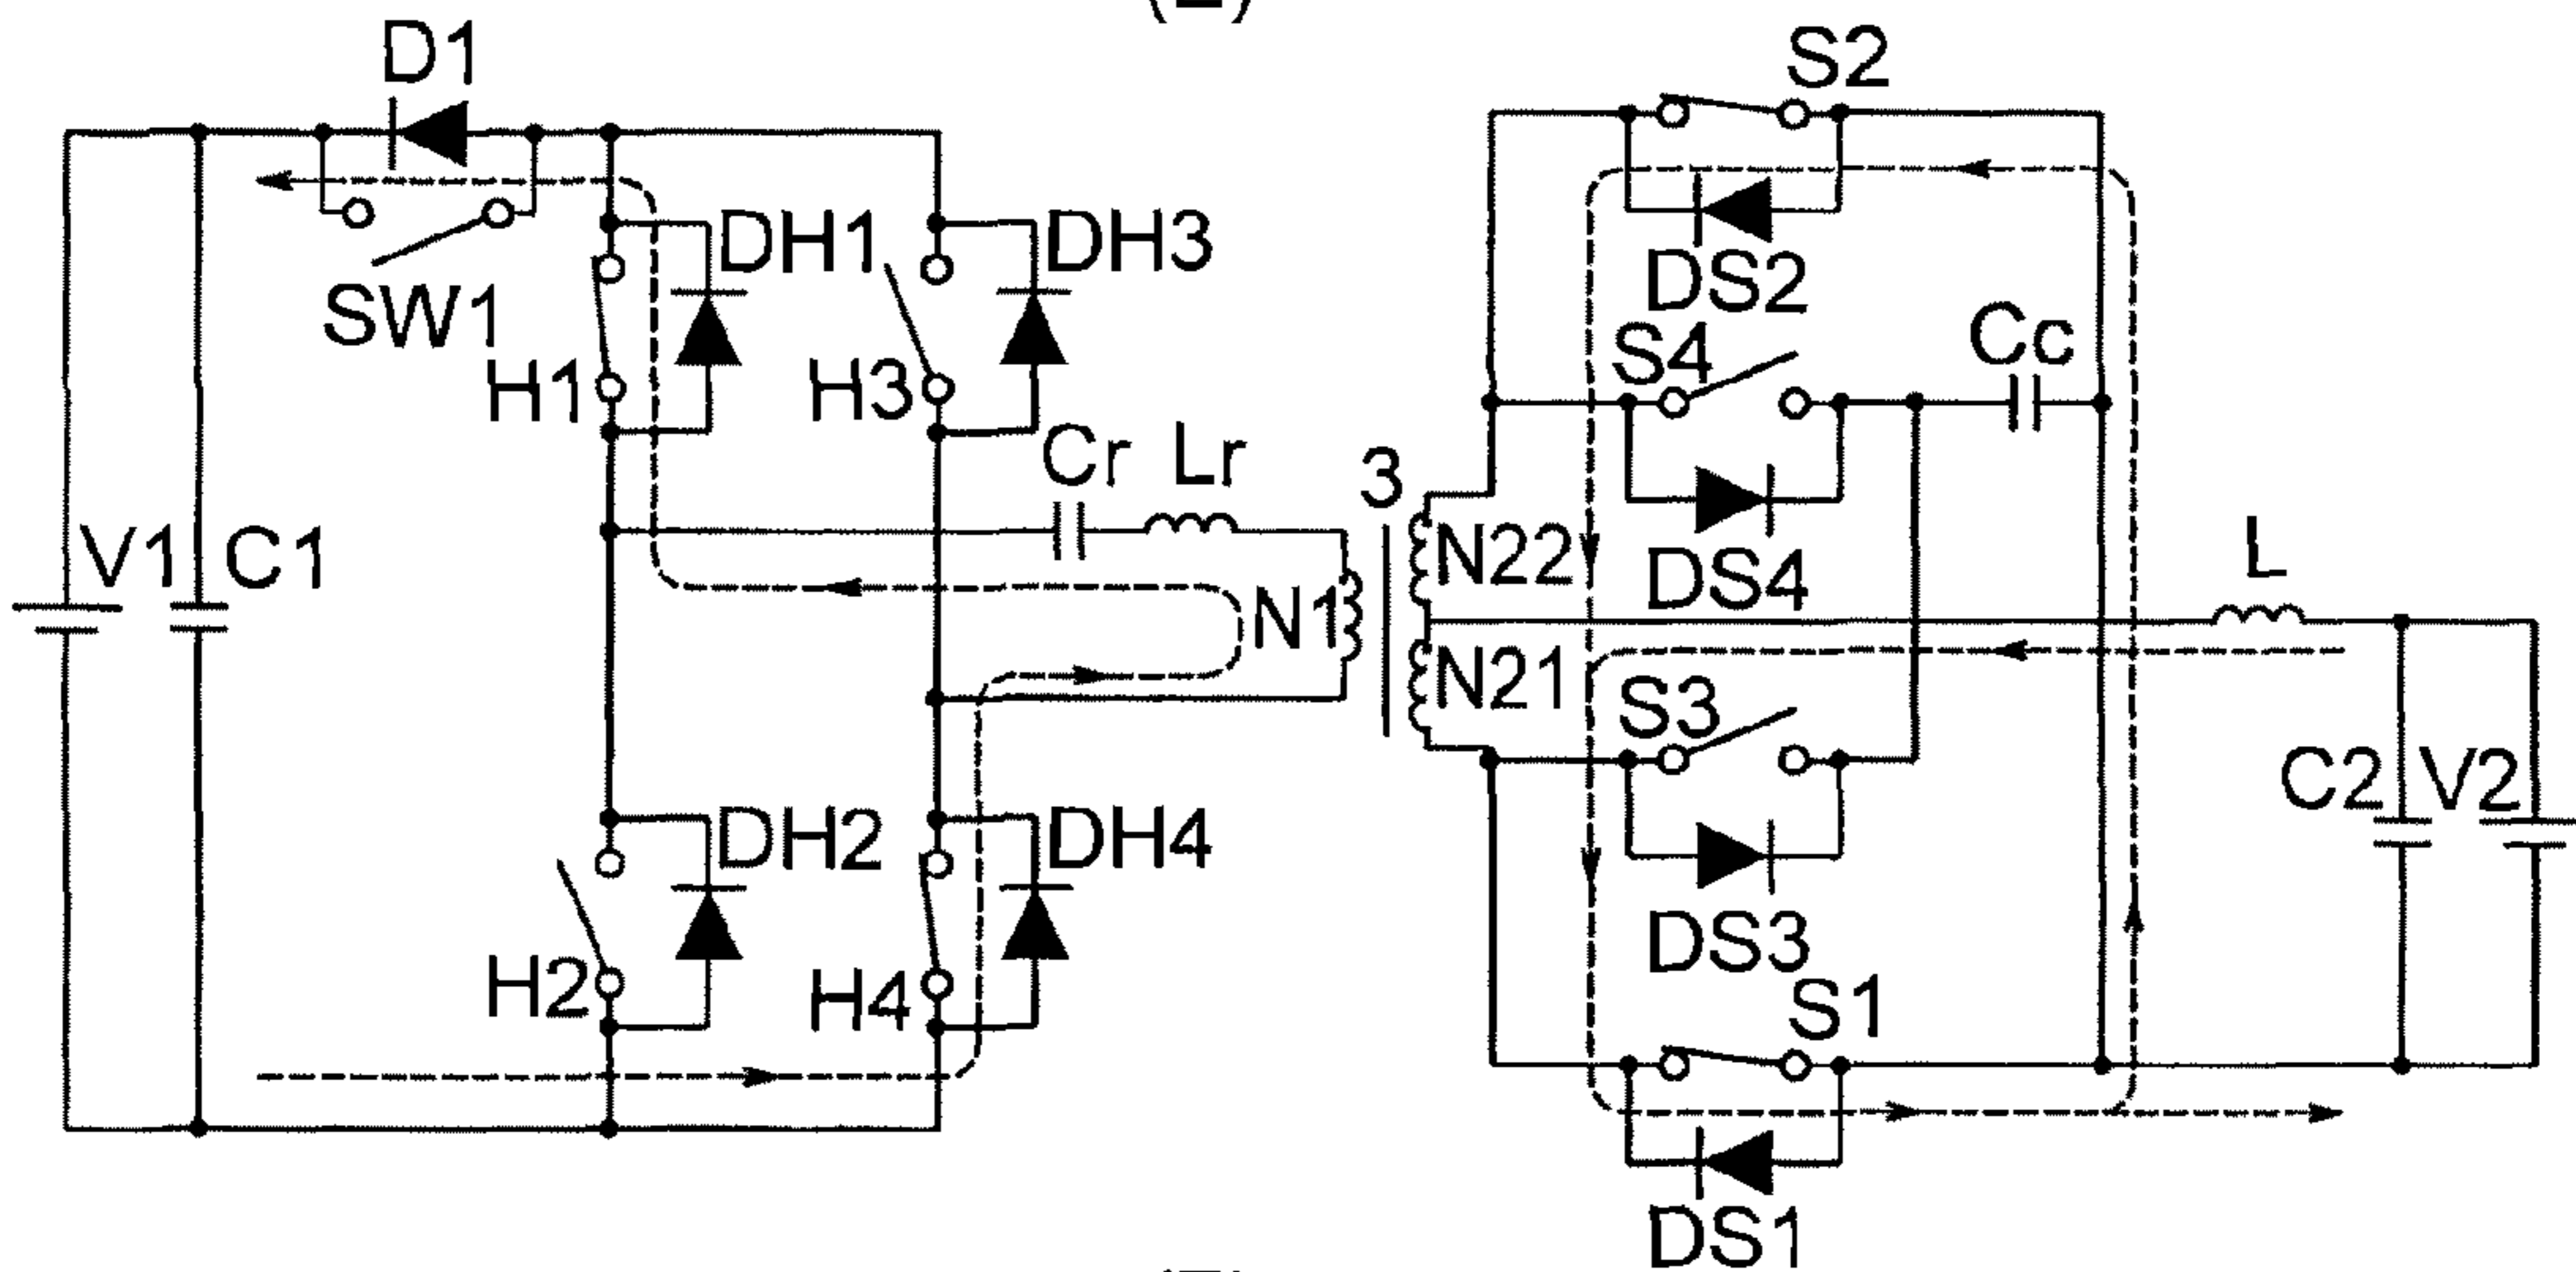 D1
S2
SW1
DH1
DH3
DS2
H1
H3
S4
Cc
Cr
Lr
3
V1
C1
N1
N22
DS4
L
N21
S3
C2
V2
DH2
DH4
DS3
H2
H4
S1
DS1